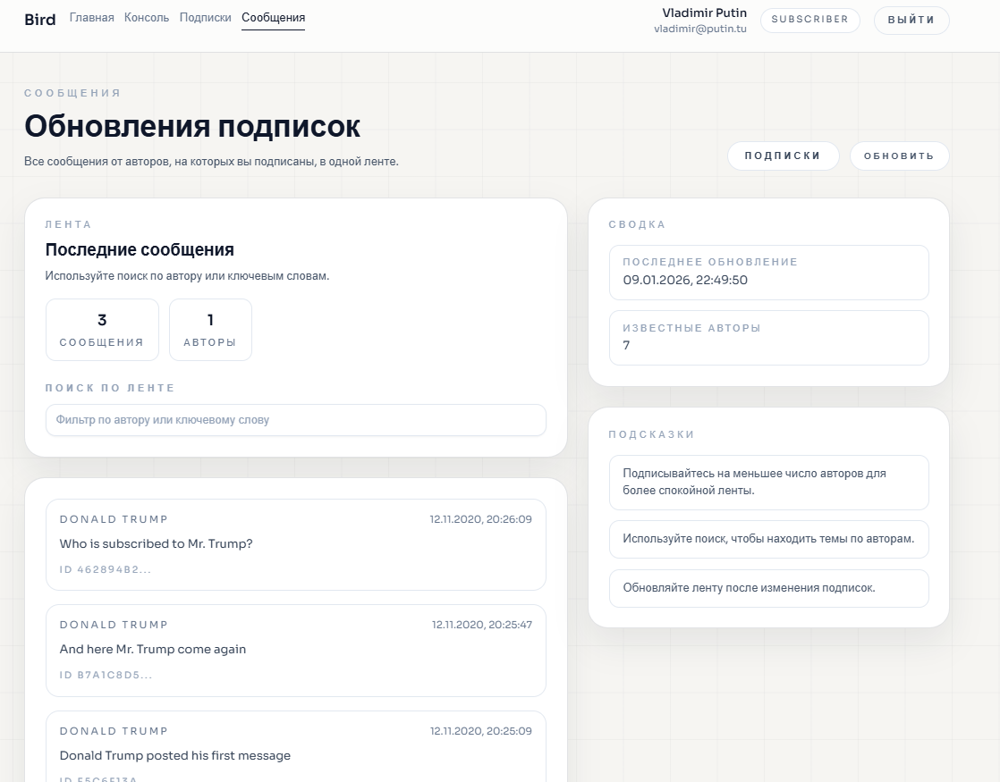 Bird Главная Консоль Подписки Сообщения
Vladimir Putin
vladimir@putin.tu
SUBSCRIBER
ВЫЙТИ
СООБЩЕНИЯ
Обновления подписок
Все сообщения от авторов, на которых вы подписаны, в одной ленте.
ПОДПИСКИ
ОБНОВИТЬ
ЛЕНТА
Последние сообщения
Используйте поиск по автору или ключевым словам.
3
СООБЩЕНИЯ
1
АВТОРЫ
ПОИСК ПО ЛЕНТЕ
Фильтр по автору или ключевому слову
DONALD TRUMP 12.11.2020, 20:26:09
Who is subscribed to Mr. Trump?
ID 462894B2...
DONALD TRUMP 12.11.2020, 20:25:47
And here Mr. Trump come again
ID B7A1C8D5...
DONALD TRUMP 12.11.2020, 20:25:09
Donald Trump posted his first message
СВОДКА
ПОСЛЕДНЕЕ ОБНОВЛЕНИЕ
09.01.2026, 22:49:50
ИЗВЕСТНЫЕ АВТОРЫ
7
ПОДСКАЗКИ
Подписывайтесь на меньшее число авторов для
более спокойной ленты.
Используйте поиск, чтобы находить темы по авторам.
Обновляйте ленту после изменения подписок.